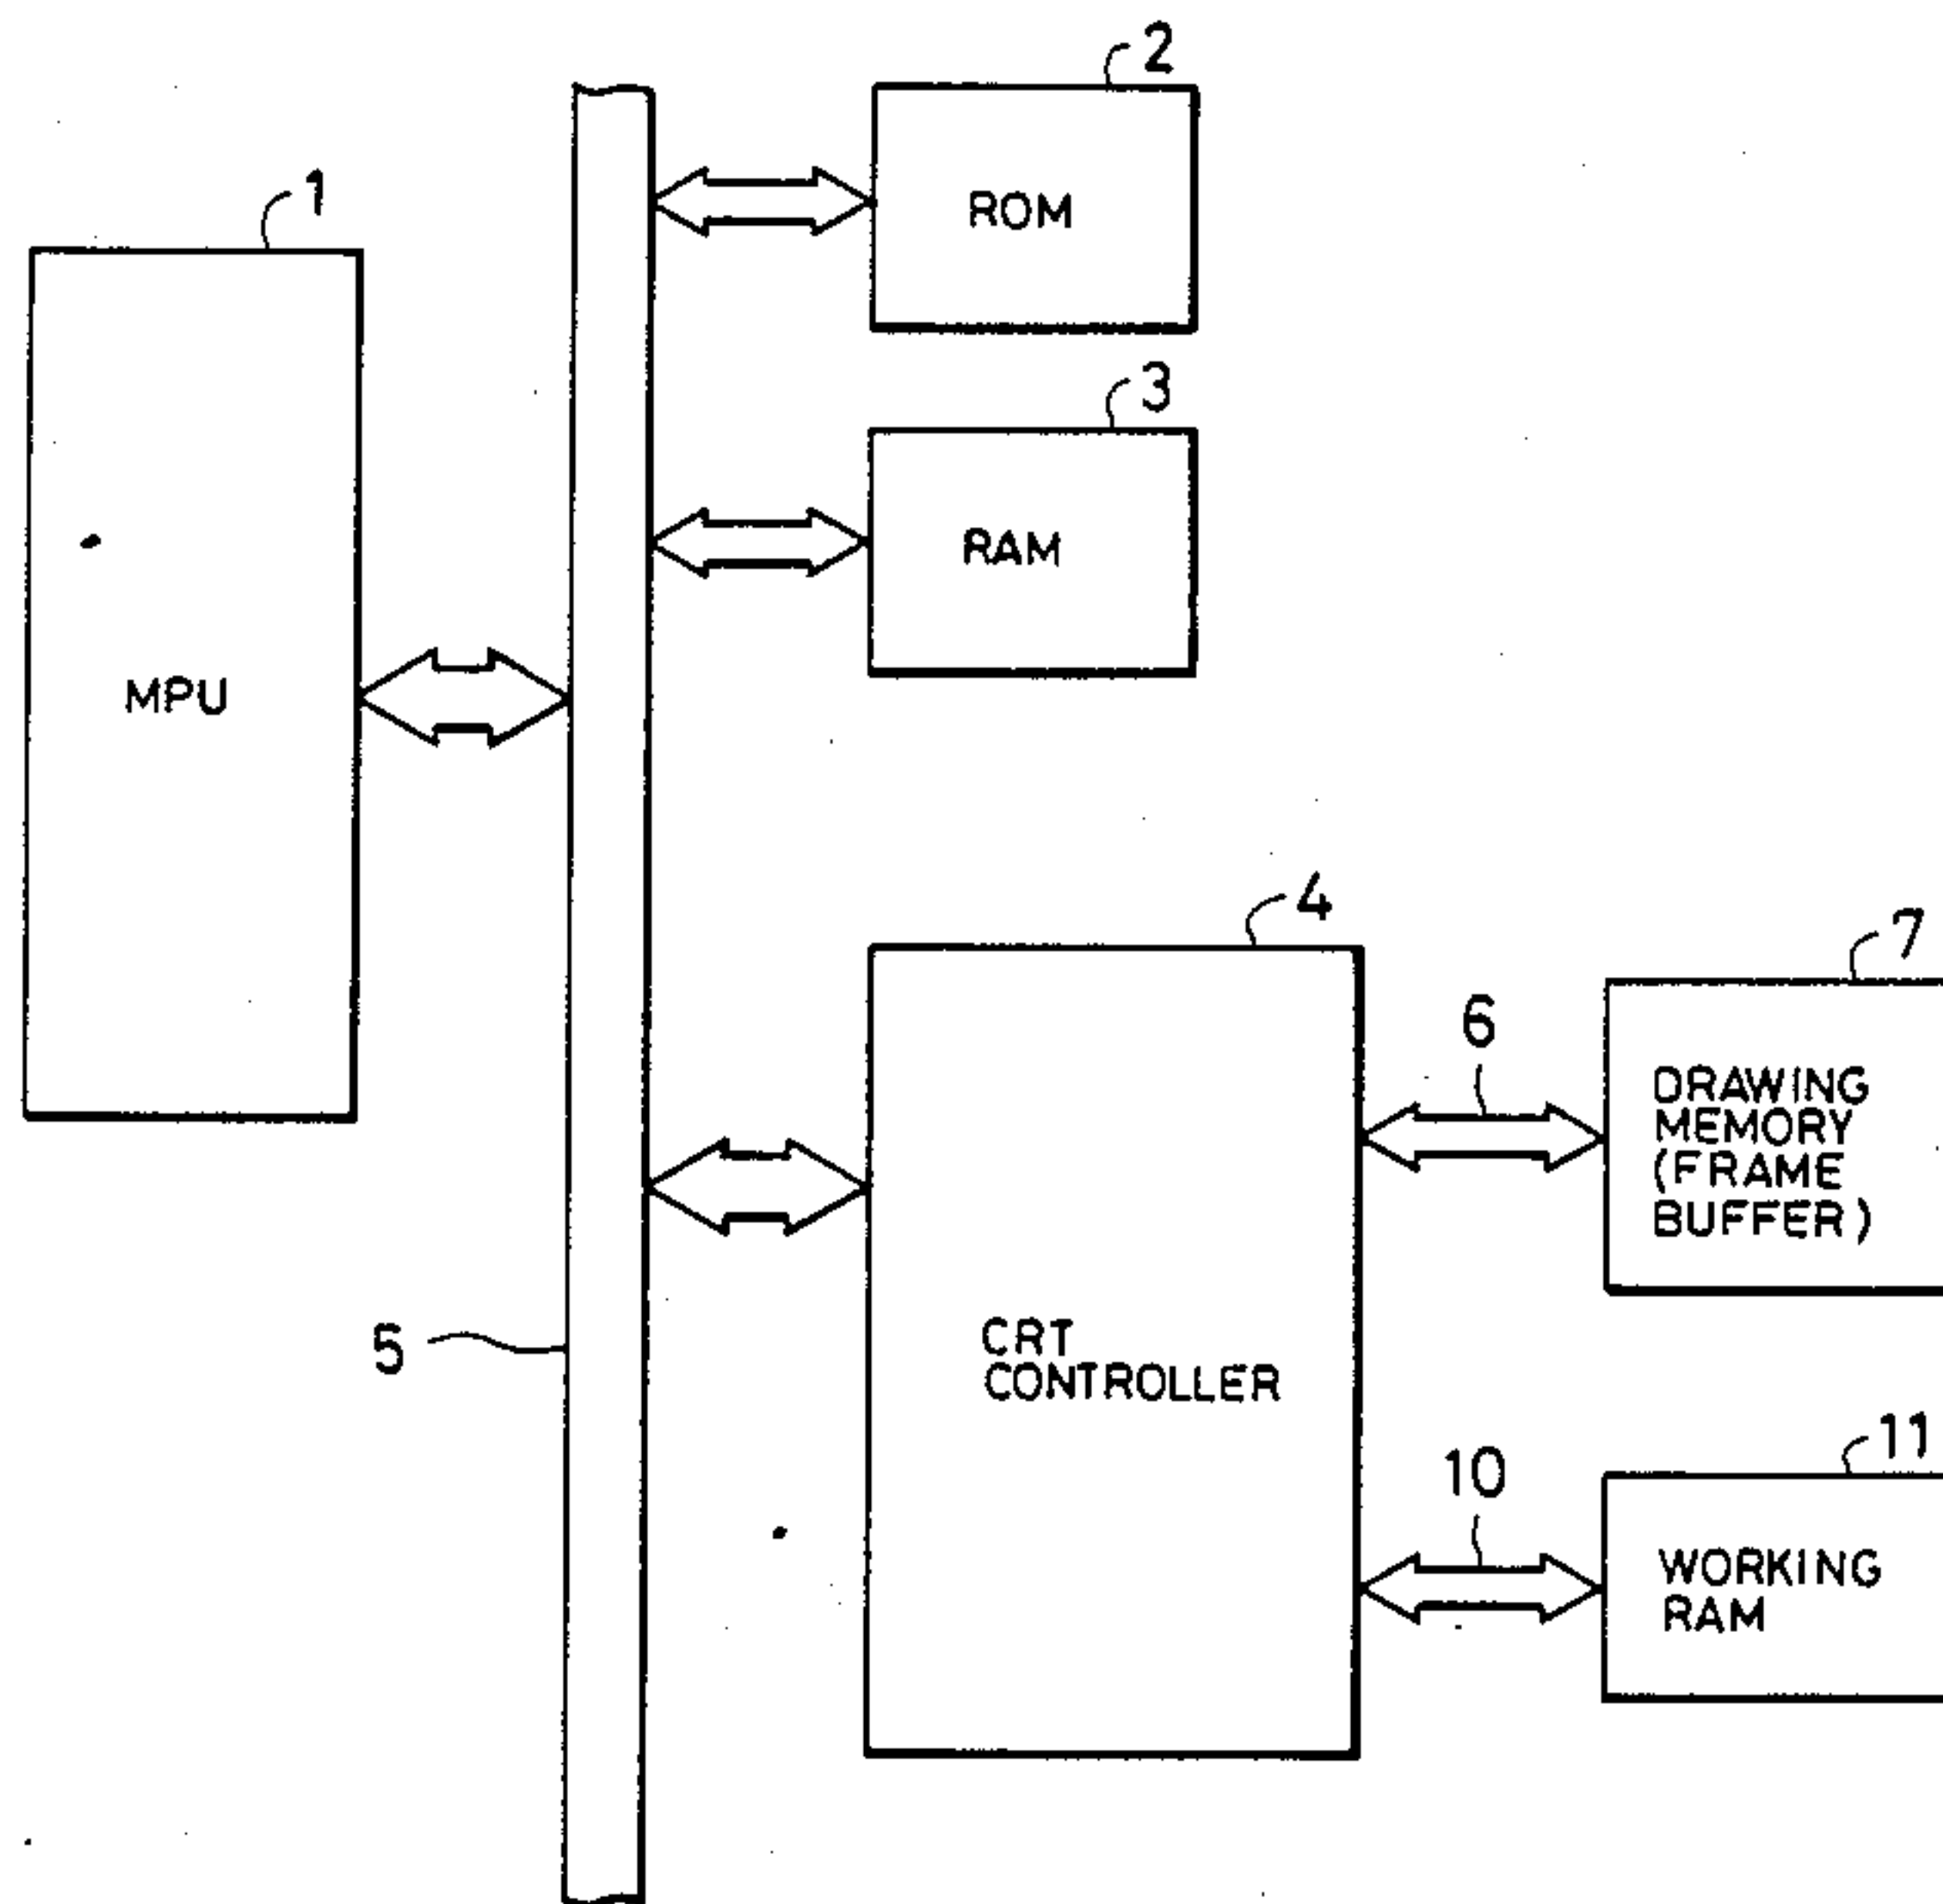 2
ROM
1
3
RAM
MPU
4
7
6
DRAWING
MEMORY
(FRAME
BUFFER)
5
CRT
CONTROLLER
11
10
WORKING
RAM